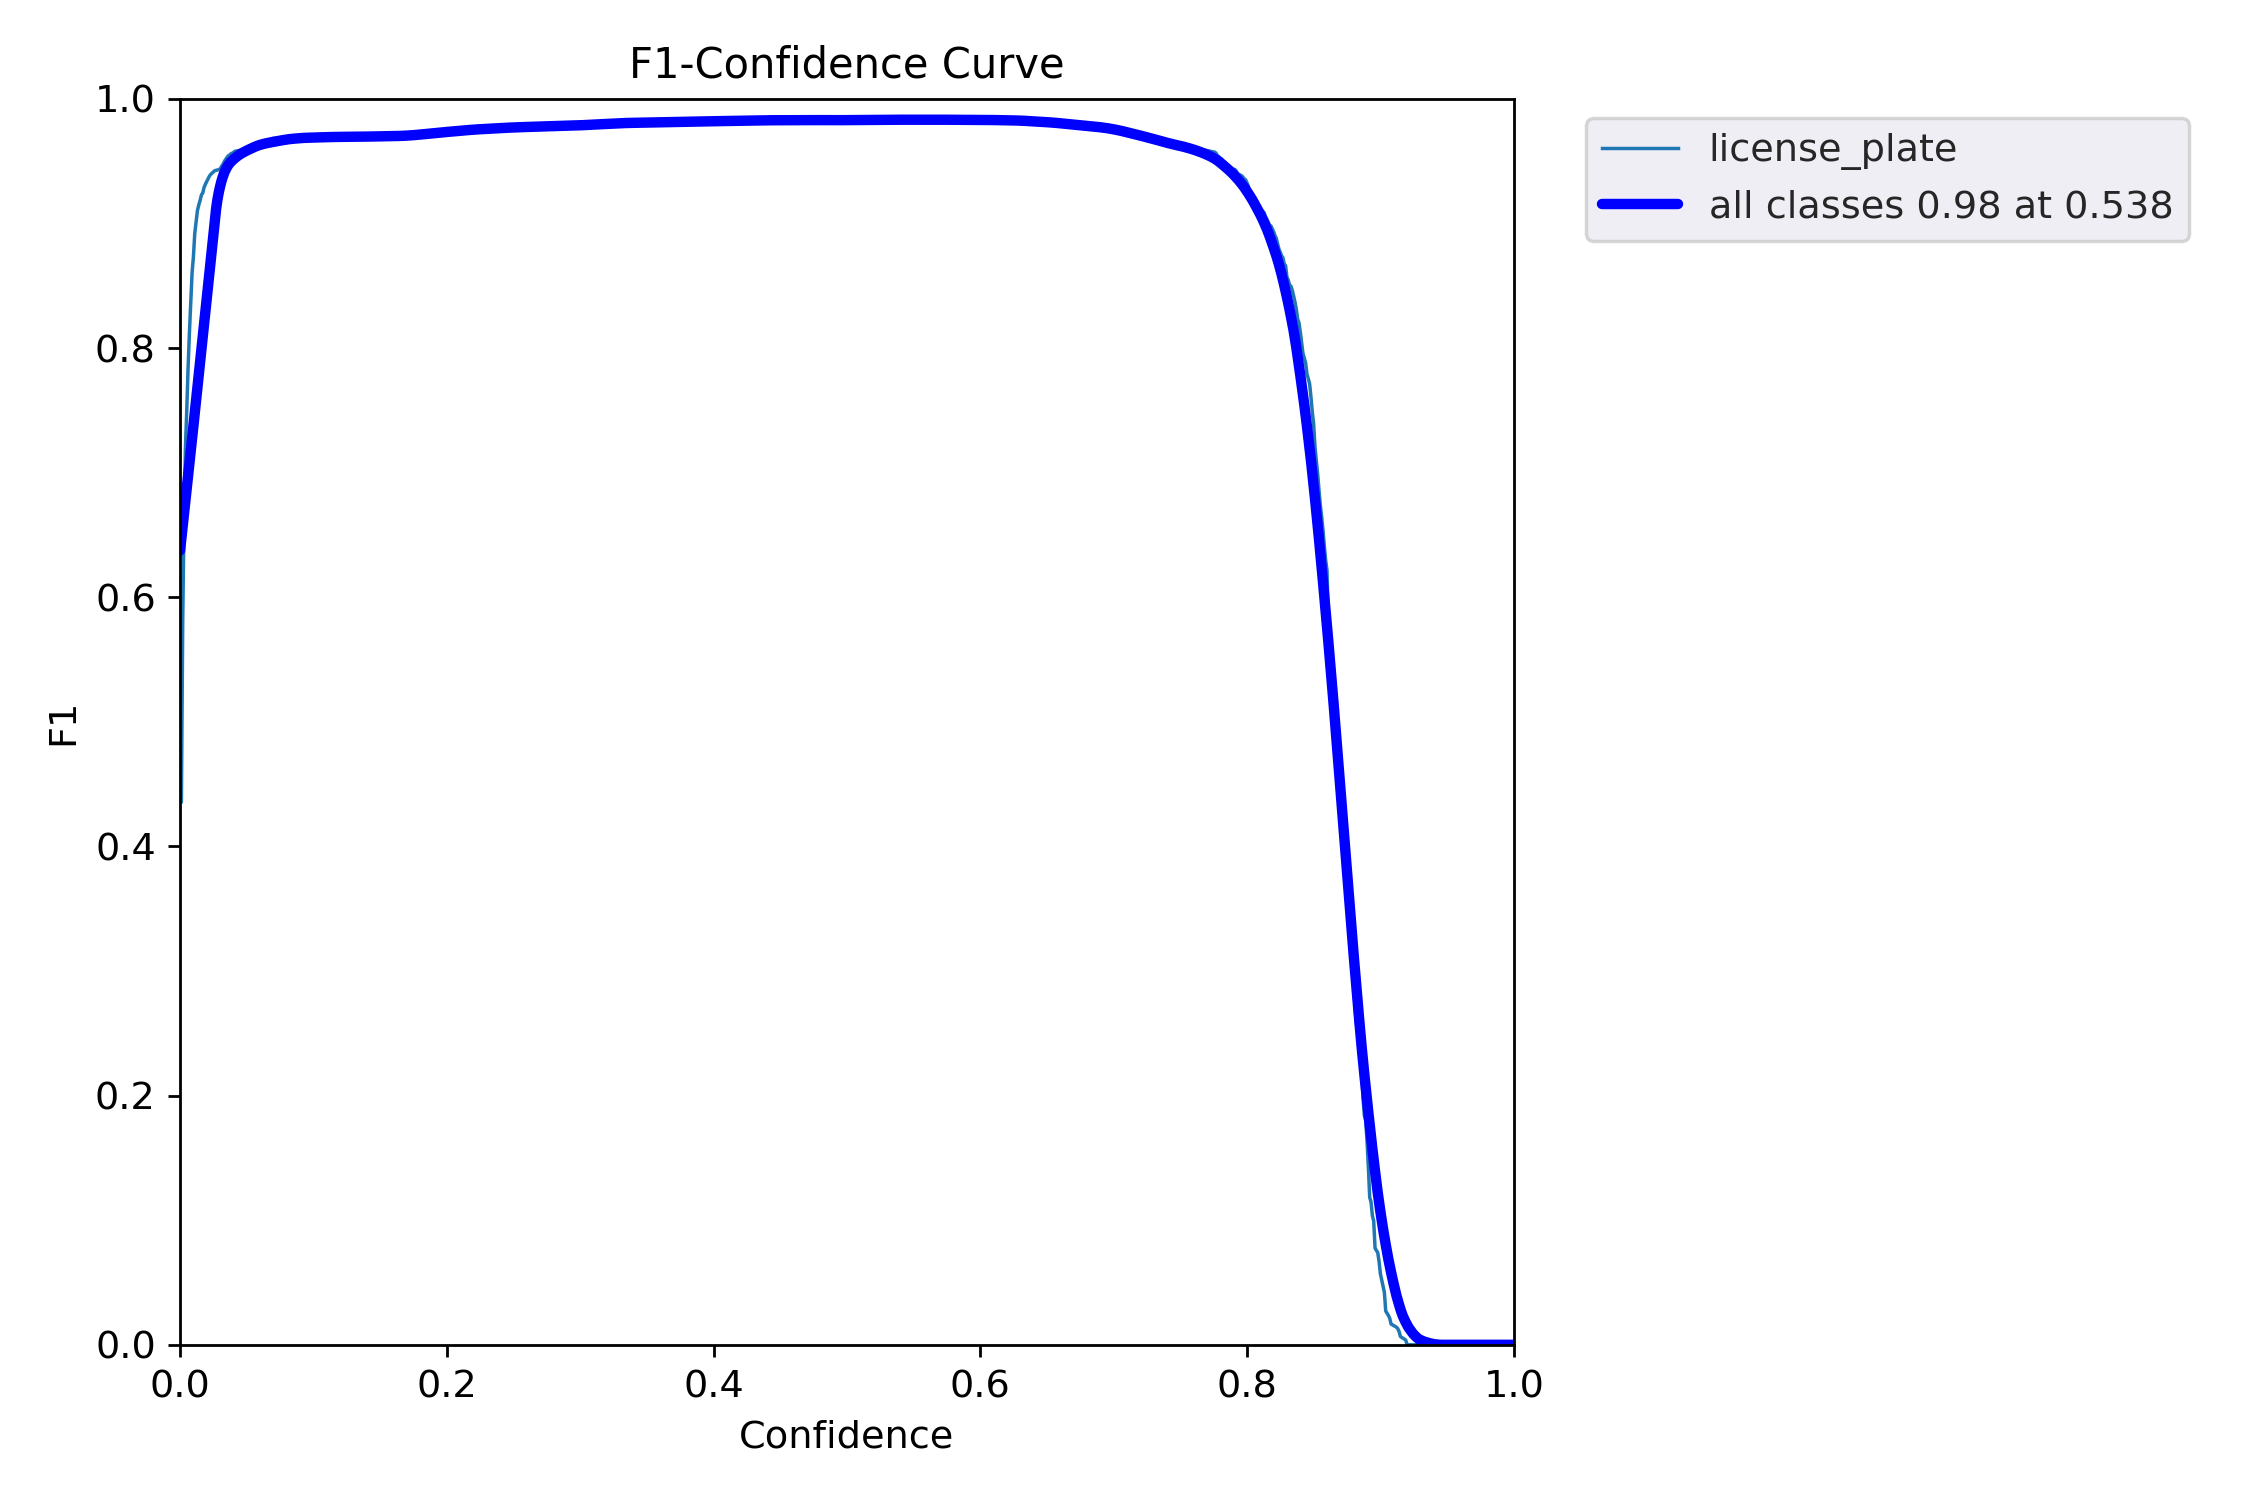 F1-Confidence Curve
1.0
0.8
0.6
0.4
0.2
0.0
F1
0.0 0.2 0.4 0.6 0.8 1.0
Confidence
license_plate
all classes 0.98 at 0.538